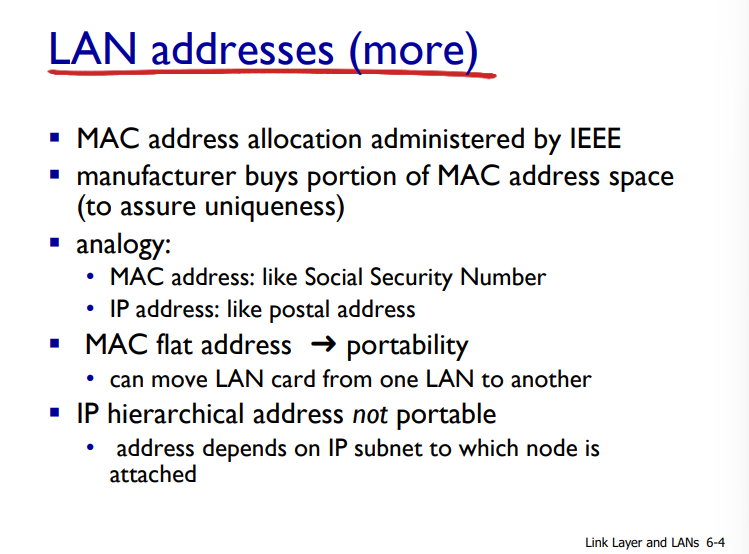 LAN addresses (more)
▪ MAC address allocation administered by IEEE
▪ manufacturer buys portion of MAC address space
(to assure uniqueness)
▪ analogy:
• MAC address: like Social Security Number
• IP address: like postal address
▪ MAC flat address ➜ portability
• can move LAN card from one LAN to another
▪ IP hierarchical address not portable
• address depends on IP subnet to which node is
attached
Link Layer and LANs 6-4